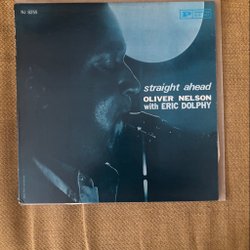 straight ahead
OLIVER NELSON
with ERIC DOLPHY